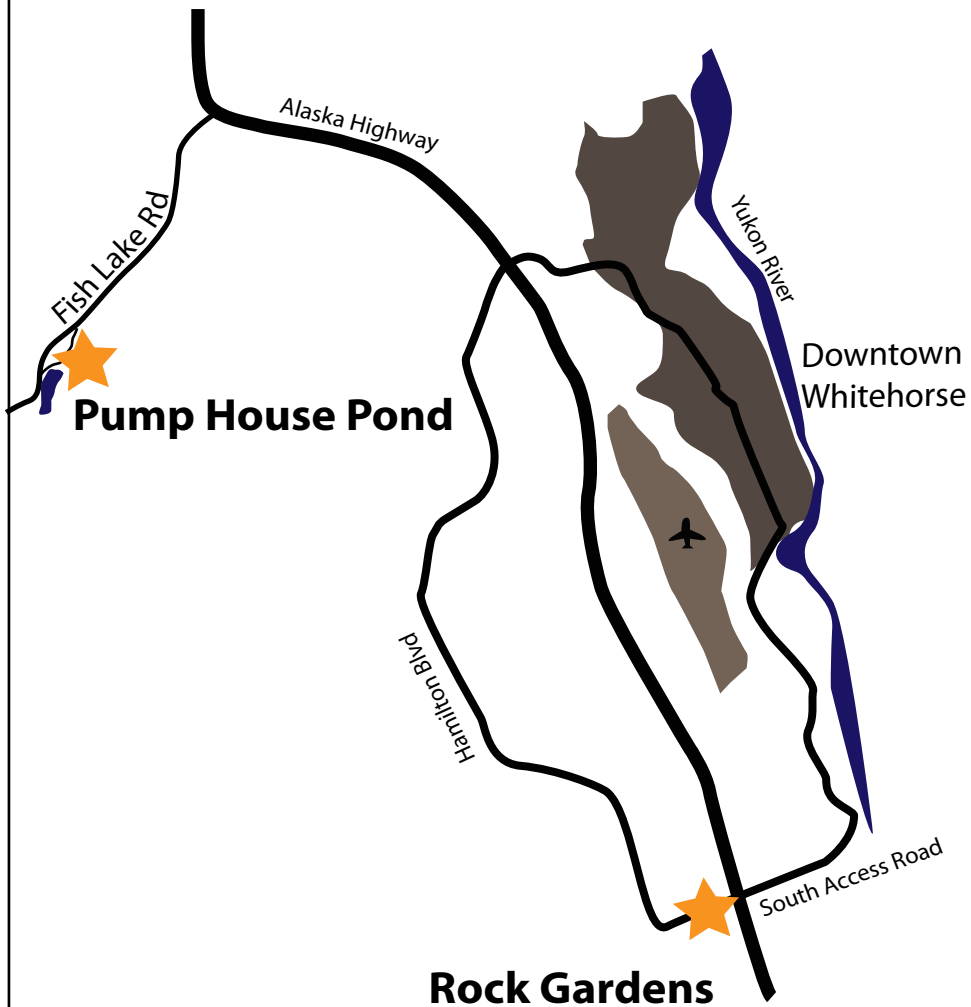 Alaska Highway
Fish Lake Rd
Yukon River
Downtown
Whitehorse
Pump House Pond
Hamilton Blvd
South Access Road
Rock Gardens